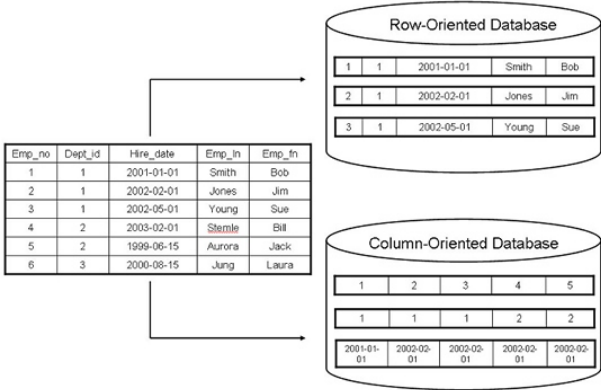 Row-Oriented Database
1 1 2001-01-01 Smith Bob
2 1 2002-02-01 Jones Jim
3 1 2002-05-01 Young Sue
Emp_no Dept_id Hire_date Emp_ln Emp_fn
1 1 2001-01-01 Smith Bob
2 1 2002-02-01 Jones Jim
3 1 2002-05-01 Young Sue
4 2 2003-02-01 Stemle Bill
5 2 1999-06-15 Aurora Jack
6 3 2000-08-15 Jung Laura
Column-Oriented Database
1 2 3 4 5
1 1 1 2 2
2001-01- 2002-02- 2002-02- 2002-02- 2002-02-
01 01 01 01 01